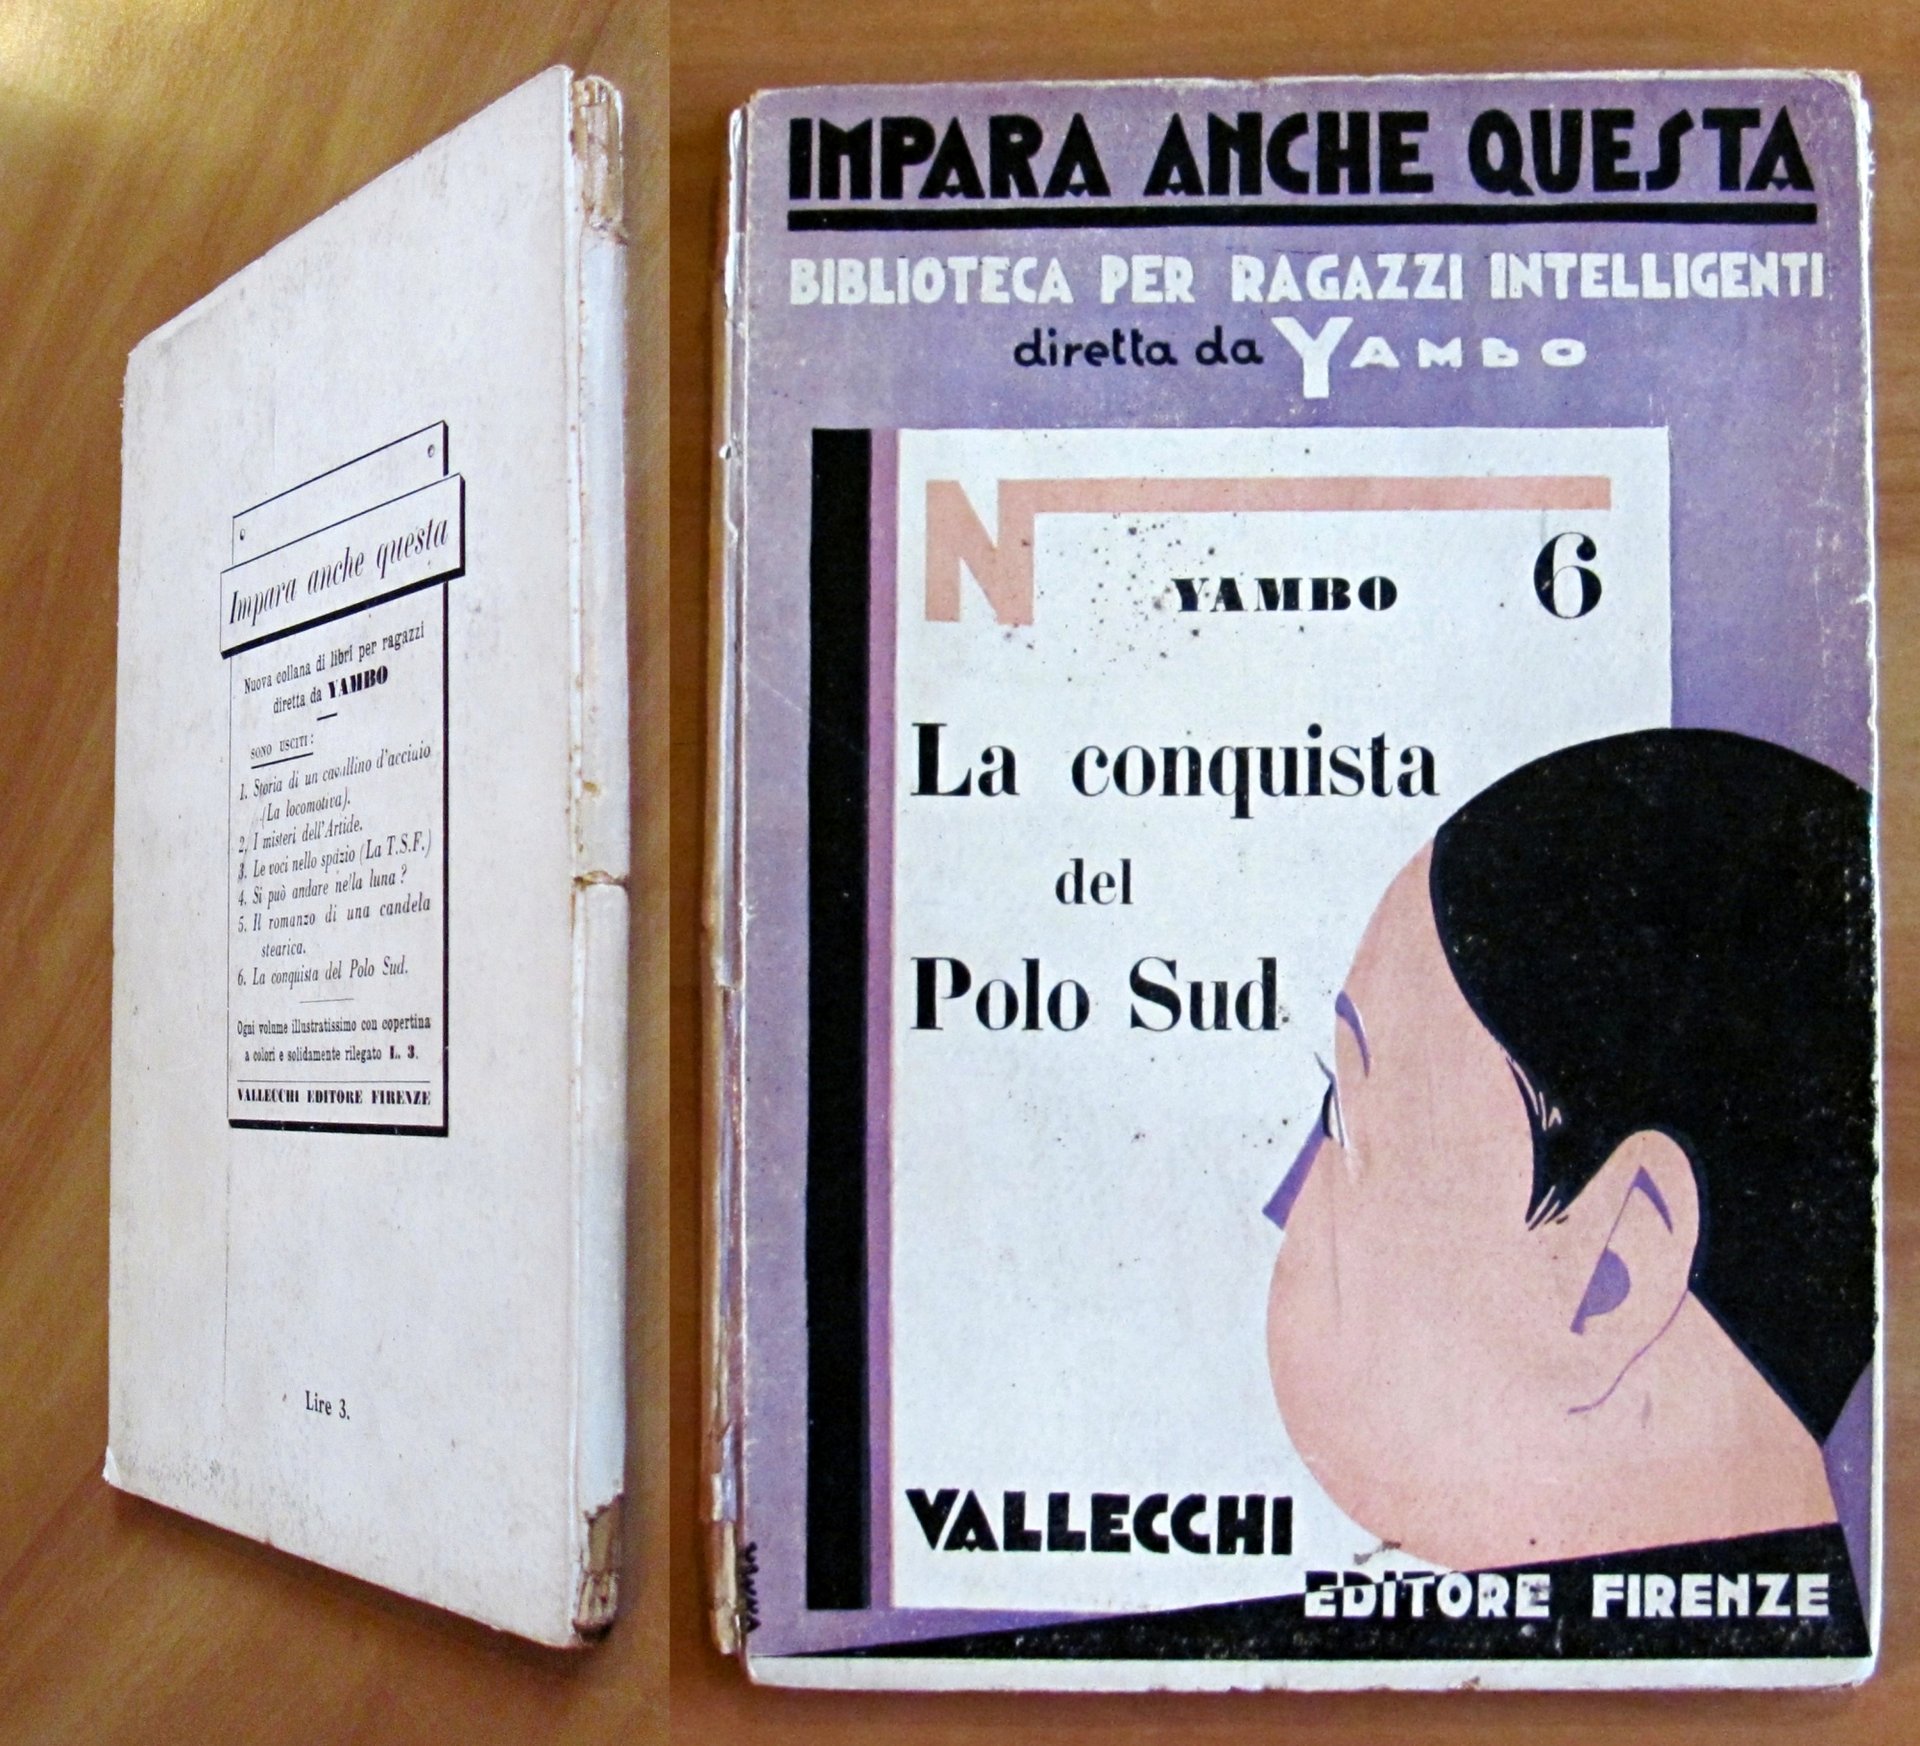 Impara anche questa
Nuova collana di libri per ragazzi
diretta da YAMBO
SONO USCITI:
1. Storia di un cavallino d'acciaio
(La locomotiva).
2. I misteri dell'Artide.
3. Le voci nello spazio (La T.S.F.)
4. Si può andare nella luna?
5. Il romanzo di una candela
stearica.
6. La conquista del Polo Sud.
Ogni volume illustratissimo con copertina
a colori e solidamente rilegato L. 3.
VALLECCHI EDITORE FIRENZE
Lire 3.
IMPARA ANCHE QUESTA
BIBLIOTECA PER RAGAZZI INTELLIGENTI
diretta da YAMBO
N 6
YAMBO
La conquista
del
Polo Sud
VALLECCHI
EDITORE FIRENZE
YAMBO